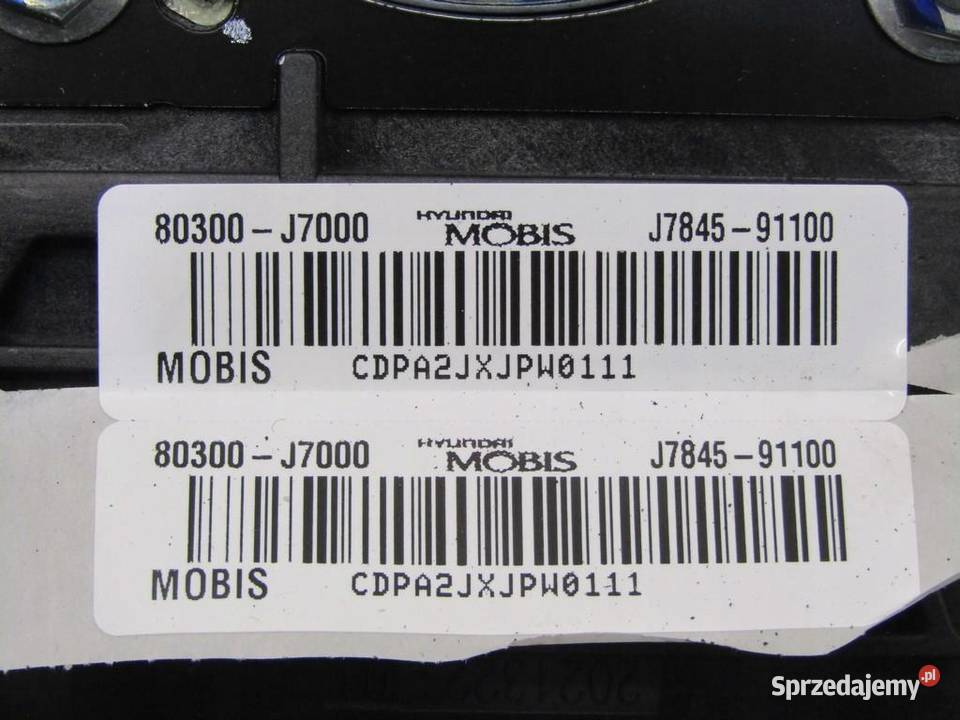 80300-J7000 HYUNDAI MOBIS J7845-91100
MOBIS CDPA2JXJPW0111
80300-J7000 HYUNDAI MOBIS J7845-91100
MOBIS CDPA2JXJPW0111
Sprzedajemy.pl